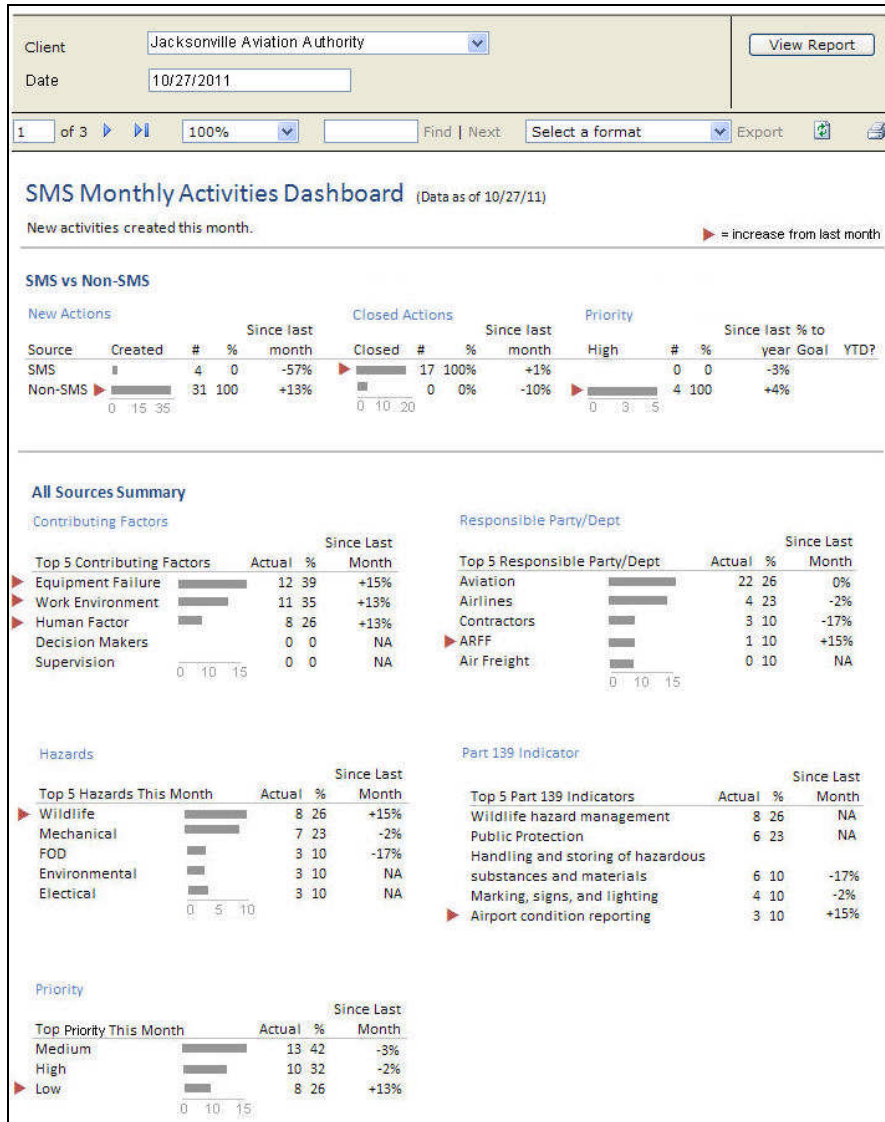 Client Jacksonville Aviation Authority View Report
Date 10/27/2011
1 of 3 100% Find | Next Select a format Export
SMS Monthly Activities Dashboard (Data as of 10/27/11)
New activities created this month.
= increase from last month
SMS vs Non-SMS
New Actions
Since last
Source Created # % month
SMS 4 0 -57%
Non-SMS 31 100 +13%
0 15 35
Closed Actions
Since last
Closed # % month
17 100% +1%
0 0% -10%
0 10 20
Priority
Since last % to
High # % year Goal YTD?
0 0 -3%
4 100 +4%
0 3 5
All Sources Summary
Contributing Factors
Since Last
Top 5 Contributing Factors Actual % Month
Equipment Failure 12 39 +15%
Work Environment 11 35 +13%
Human Factor 8 26 +13%
Decision Makers 0 0 NA
Supervision 0 0 NA
0 10 15
Responsible Party/Dept
Since Last
Top 5 Responsible Party/Dept Actual % Month
Aviation 22 26 0%
Airlines 4 23 -2%
Contractors 3 10 -17%
ARFF 1 10 +15%
Air Freight 0 10 NA
0 10 15
Hazards
Since Last
Top 5 Hazards This Month Actual % Month
Wildlife 8 26 +15%
Mechanical 7 23 -2%
FOD 3 10 -17%
Environmental 3 10 NA
Electical 3 10 NA
0 5 10
Part 139 Indicator
Since Last
Top 5 Part 139 Indicators Actual % Month
Wildlife hazard management 8 26 NA
Public Protection 6 23 NA
Handling and storing of hazardous
substances and materials 6 10 -17%
Marking, signs, and lighting 4 10 -2%
Airport condition reporting 3 10 +15%
Priority
Since Last
Top Priority This Month Actual % Month
Medium 13 42 -3%
High 10 32 -2%
Low 8 26 +13%
0 10 15